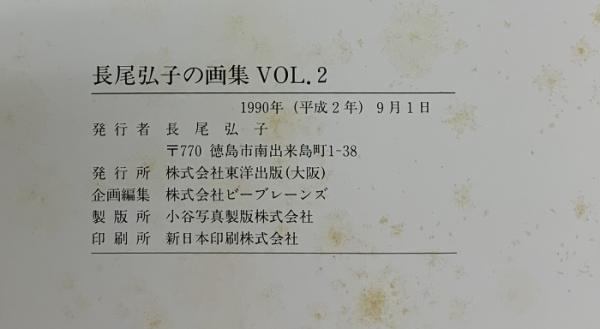 長尾弘子の画集 VOL. 2
1990年（平成2年）9月1日
発行者 長尾弘子
〒770 徳島市南出来島町1-38
発行所 株式会社東洋出版(大阪)
企画編集 株式会社ビーブレーンズ
製版所 小谷写真製版株式会社
印刷所 新日本印刷株式会社